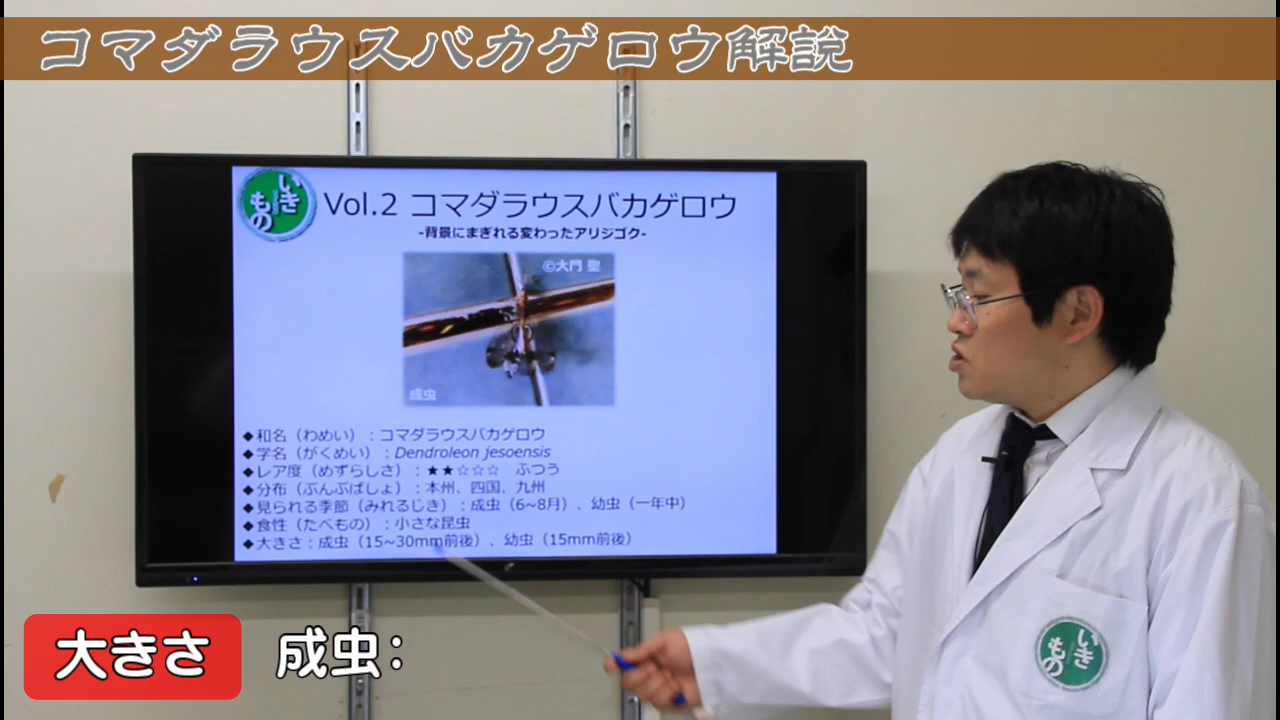 コマダラウスバカゲロウ解説
いきもの
Vol.2 コマダラウスバカゲロウ
-背景にまぎれる変わったアリジゴク-
©大門 聖
成虫
◆和名（わめい）：コマダラウスバカゲロウ
◆学名（がくめい）：Dendroleon jesoensis
◆レア度（めずらしさ）：★★☆☆☆ ふつう
◆分布（ぶんぷばしょ）：本州、四国、九州
◆見られる季節（みれるじき）：成虫（6~8月）、幼虫（一年中）
◆食性（たべもの）：小さな昆虫
◆大きさ：成虫（15~30mm前後）、幼虫（15mm前後）
いきもの
大きさ 成虫：